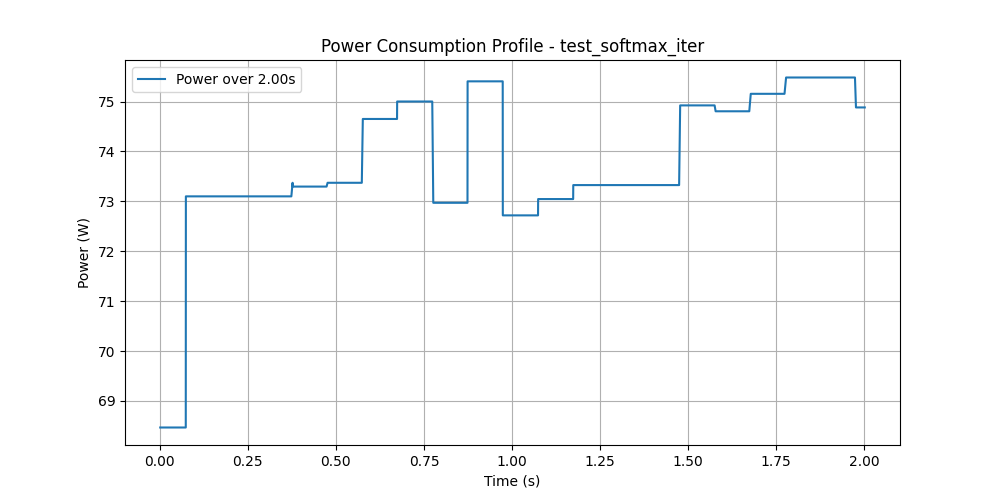 Power Consumption Profile - test_softmax_iter
Power over 2.00s
Power (W)
75
74
73
72
71
70
69
0.00 0.25 0.50 0.75 1.00 1.25 1.50 1.75 2.00
Time (s)